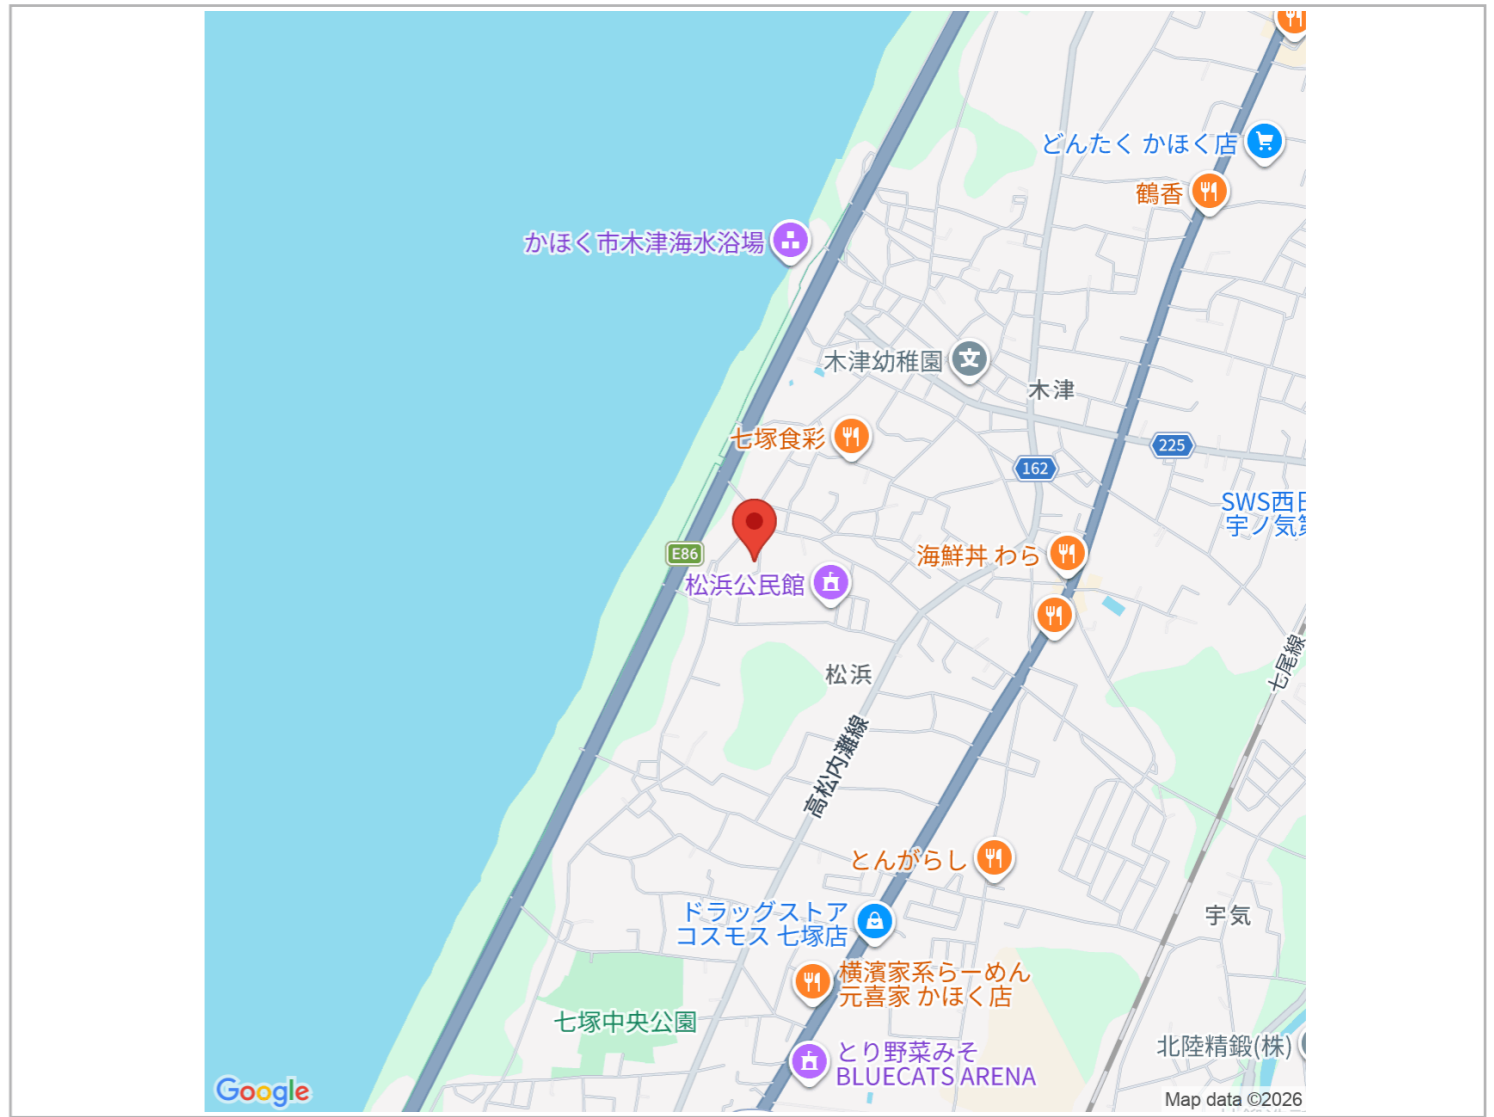 どんたく かほく店
鶴香
かほく市木津海水浴場
木津幼稚園
木津
七塚食彩
225
162
SWS西日
宇ノ気第
E86
海鮮丼 わら
松浜公民館
松浜
七尾線
高松内灘線
とんがらし
ドラッグストア
コスモス 七塚店
宇気
横濱家系らーめん
元喜家 かほく店
七塚中央公園
北陸精鍛(株)
とり野菜みそ
BLUECATS ARENA
Google
Map data ©2026